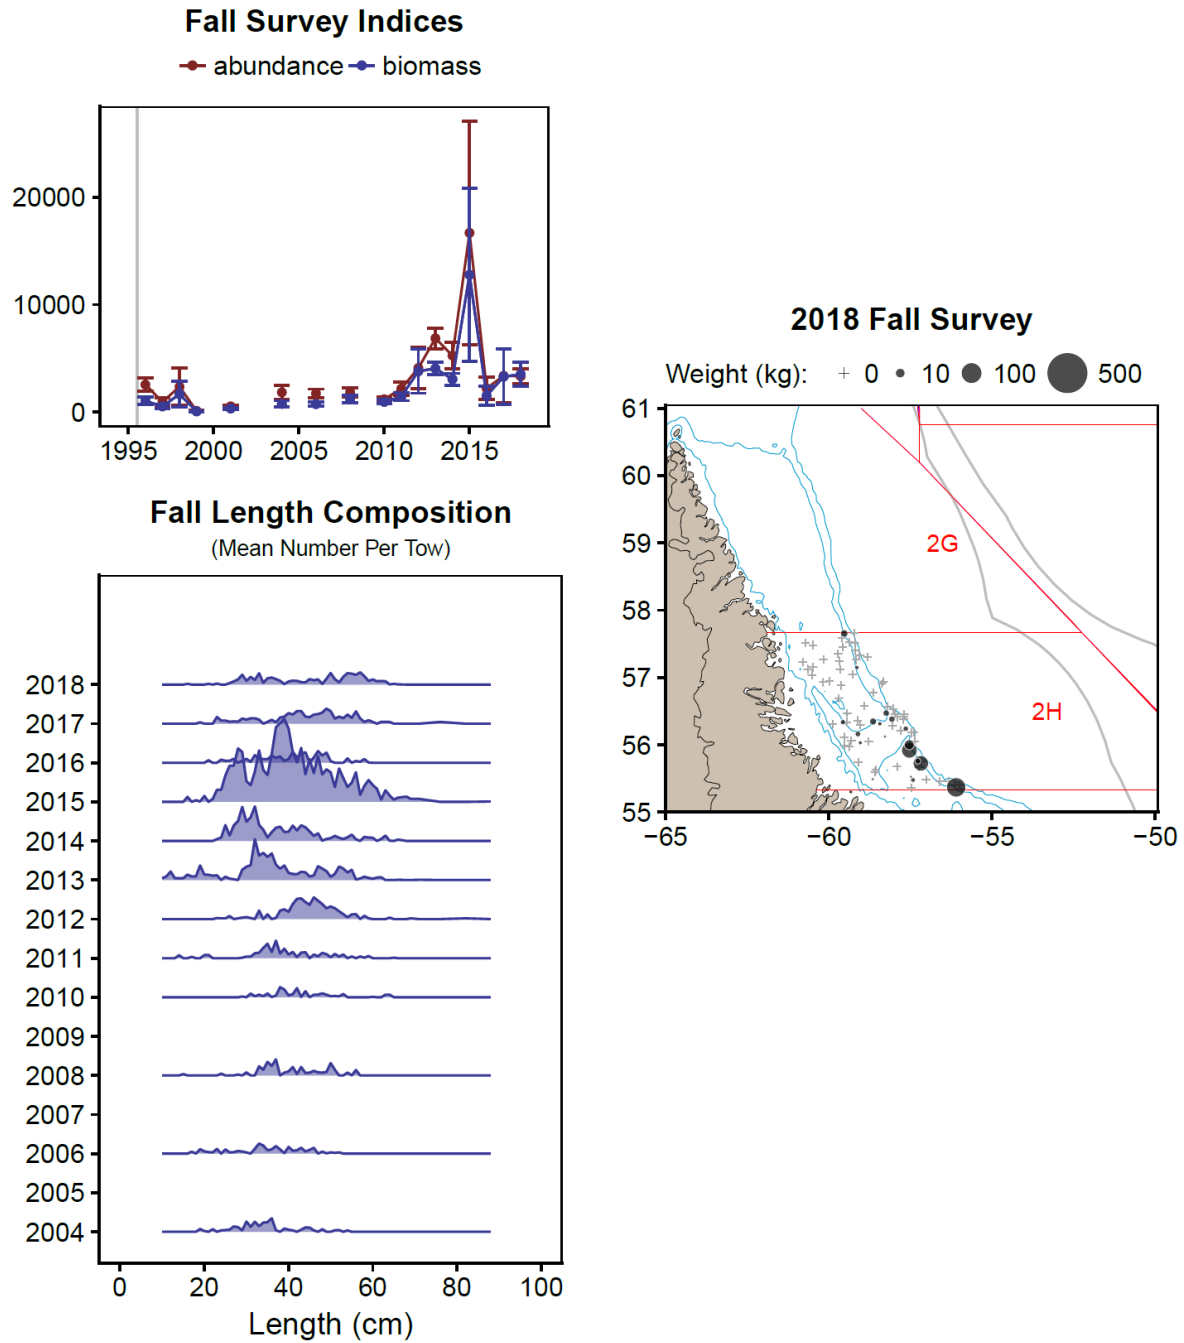 Fall Survey Indices
abundance biomass
20000
10000
0
1995 2000 2005 2010 2015
Fall Length Composition
(Mean Number Per Tow)
2018
2017
2016
2015
2014
2013
2012
2011
2010
2009
2008
2007
2006
2005
2004
0 20 40 60 80 100
Length (cm)
2018 Fall Survey
Weight (kg): 0 10 100 500
61
60
59
58
57
56
55
2G
2H
−65 −60 −55 −50